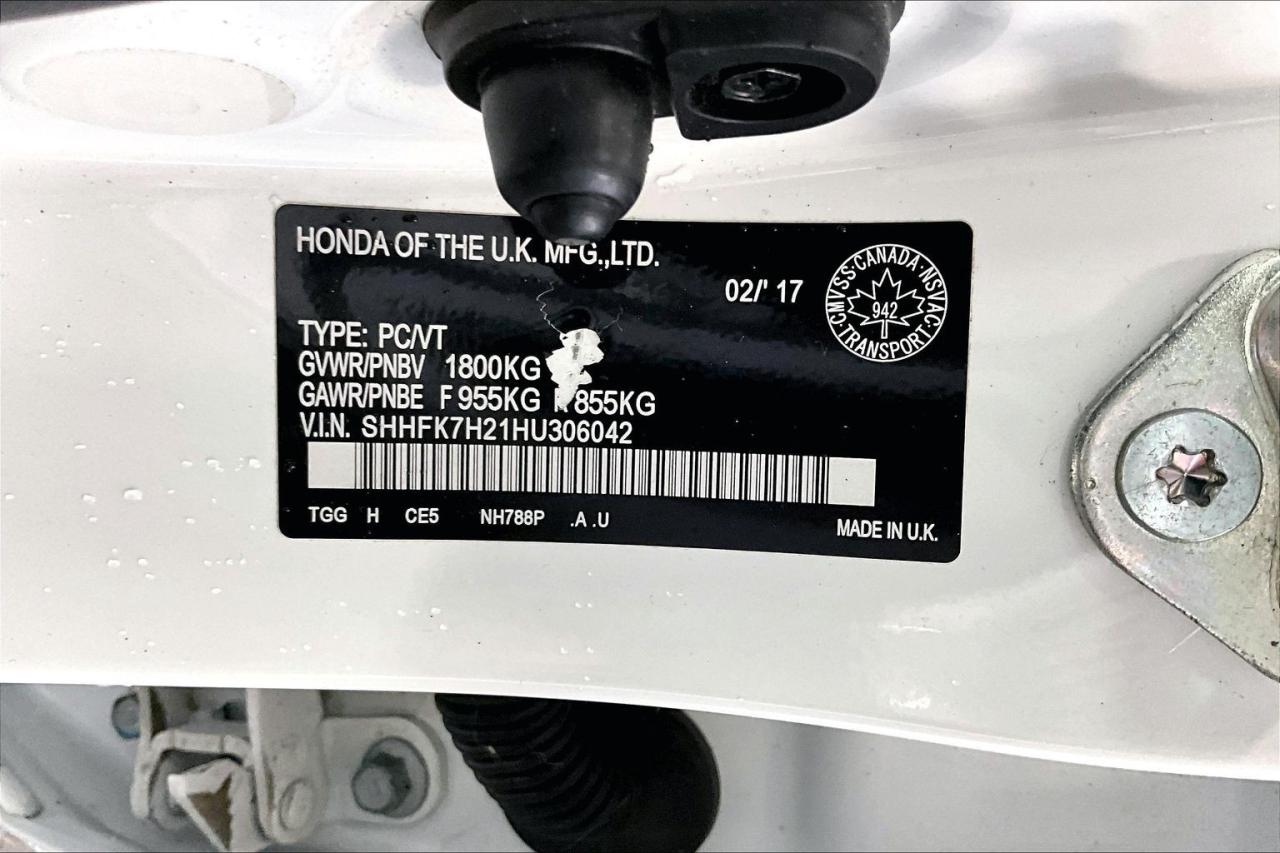 HONDA OF THE U.K. MFG.,LTD.
02/' 17
CMVSS·CANADA·NSVAC·TRANSPORT·
942
TYPE: PC/VT
GVWR/PNBV 1800KG
GAWR/PNBE F 955KG R 855KG
V.I.N. SHHFK7H21HU306042
TGG H CE5 NH788P .A .U
MADE IN U.K.